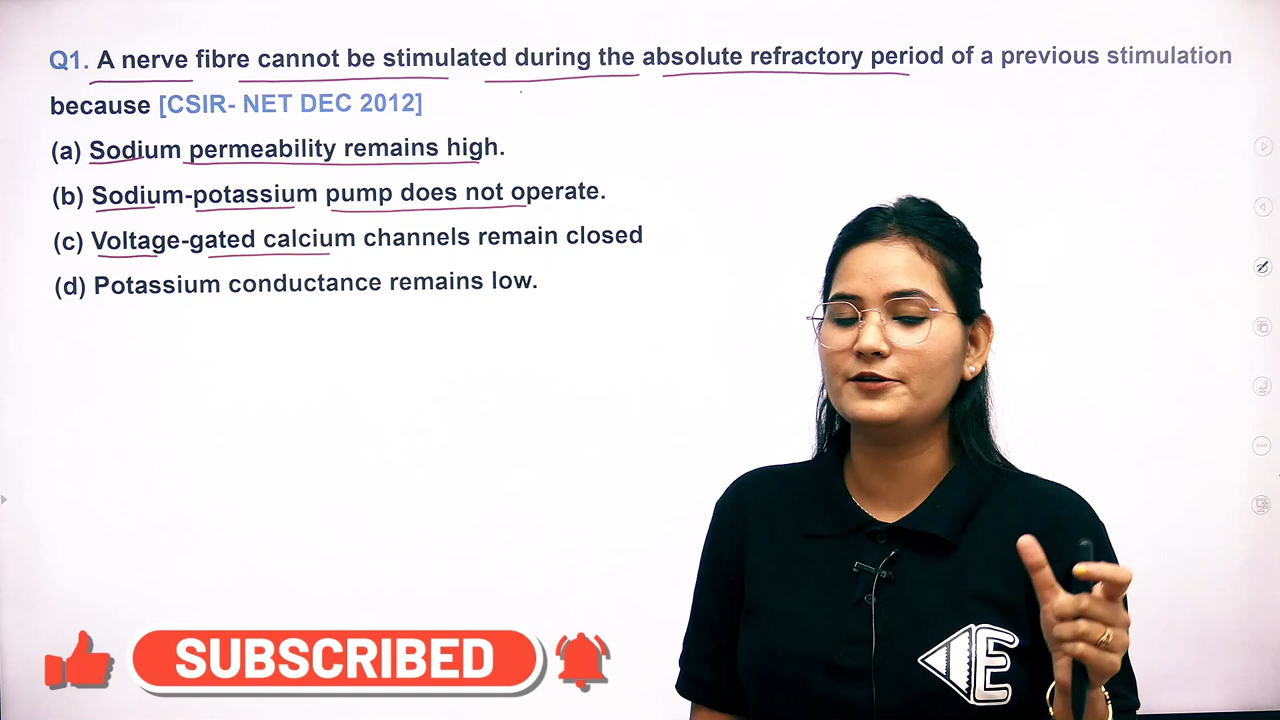 Q1. A nerve fibre cannot be stimulated during the absolute refractory period of a previous stimulation
because [CSIR- NET DEC 2012]
(a) Sodium permeability remains high.
(b) Sodium-potassium pump does not operate.
(c) Voltage-gated calcium channels remain closed
(d) Potassium conductance remains low.
SUBSCRIBED
E